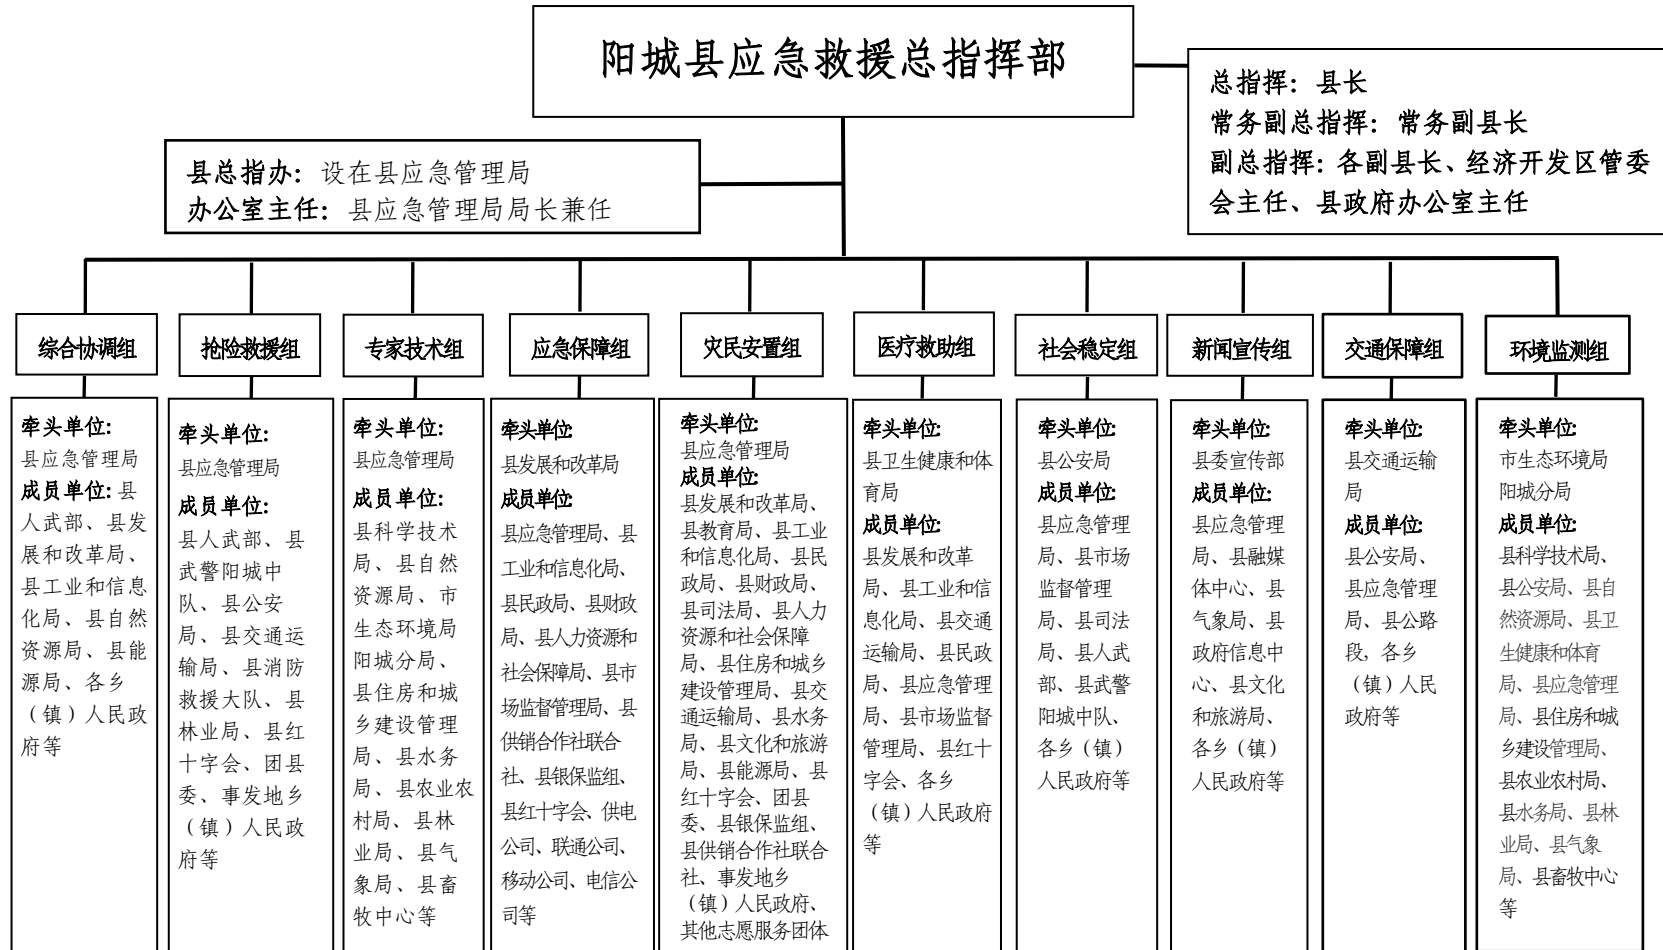 阳城县应急救援总指挥部
总指挥：县长
常务副总指挥：常务副县长
副总指挥：各副县长、经济开发区管委
会主任、县政府办公室主任
县总指办：设在县应急管理局
办公室主任：县应急管理局局长兼任
综合协调组
抢险救援组
专家技术组
应急保障组
灾民安置组
医疗救助组
社会稳定组
新闻宣传组
交通保障组
环境监测组
牵头单位:
县应急管理局
成员单位:县
人武部、县发
展和改革局、
县工业和信息
化局、县自然
资源局、县能
源局、各乡
（镇）人民政
府等
牵头单位:
县应急管理局
成员单位:
县人武部、县
武警阳城中
队、县公安
局、县交通运
输局、县消防
救援大队、县
林业局、县红
十字会、团县
委、事发地乡
（镇）人民政
府等
牵头单位:
县应急管理局
成员单位:
县科学技术
局、县自然
资源局、市
生态环境局
阳城分局、
县住房和城
乡建设管理
局、县水务
局、县农业农
村局、县林
业局、县气
象局、县畜
牧中心等
牵头单位:
县发展和改革局
成员单位:
县应急管理局、县
工业和信息化局、
县民政局、县财政
局、县人力资源和
社会保障局、县市
场监督管理局、县
供销合作社联合
社、县银保监组、
县红十字会、供电
公司、联通公司、
移动公司、电信公
司等
牵头单位:
县应急管理局
成员单位:
县发展和改革局、
县教育局、县工业
和信息化局、县民
政局、县财政局、
县司法局、县人力
资源和社会保障
局、县住房和城乡
建设管理局、县交
通运输局、县水务
局、县文化和旅游
局、县能源局、县
红十字会、团县
委、县银保监组、
县供销合作社联合
社、事发地乡
（镇）人民政府、
其他志愿服务团体
牵头单位:
县卫生健康和体
育局
成员单位:
县发展和改革
局、县工业和信
息化局、县交通
运输局、县民政
局、县应急管理
局、县市场监督
管理局、县红十
字会、各乡
（镇）人民政府
等
牵头单位:
县公安局
成员单位:
县应急管理
局、县市场
监督管理
局、县司法
局、县人武
部、县武警
阳城中队、
各乡（镇）
人民政府等
牵头单位:
县委宣传部
成员单位:
县应急管理
局、县融媒
体中心、县
气象局、县
政府信息中
心、县文化
和旅游局、
各乡（镇）
人民政府等
牵头单位:
县交通运输
局
成员单位:
县公安局、
县应急管理
局、县公路
段，各乡
（镇）人民
政府等
牵头单位:
市生态环境局
阳城分局
成员单位:
县科学技术局、
县公安局、县自
然资源局、县卫
生健康和体育
局、县应急管理
局、县住房和城
乡建设管理局、
县农业农村局、
县水务局、县林
业局、县气象
局、县畜牧中心
等